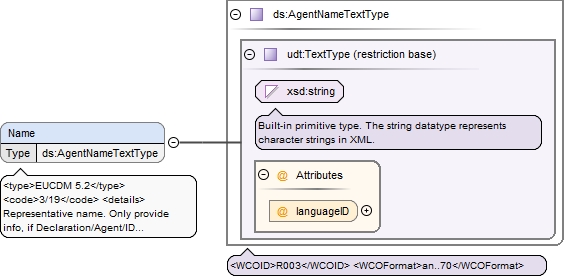 ds:AgentNameTextType
udt:TextType (restriction base)
xsd:string
Built-in primitive type. The string datatype represents
character strings in XML.
@ Attributes
@ languageID
Name
Type ds:AgentNameTextType
<type>EUCDM 5.2</type>
<code>3/19</code> <details>
Representative name. Only provide
info, if Declaration/Agent/ID...
<WCOID>R003</WCOID> <WCOFormat>an..70</WCOFormat>